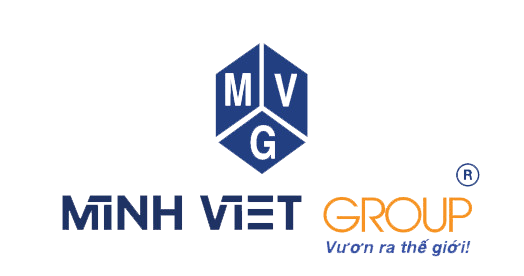 M V
G
®
MINH VIET GROUP
Vươn ra thế giới!